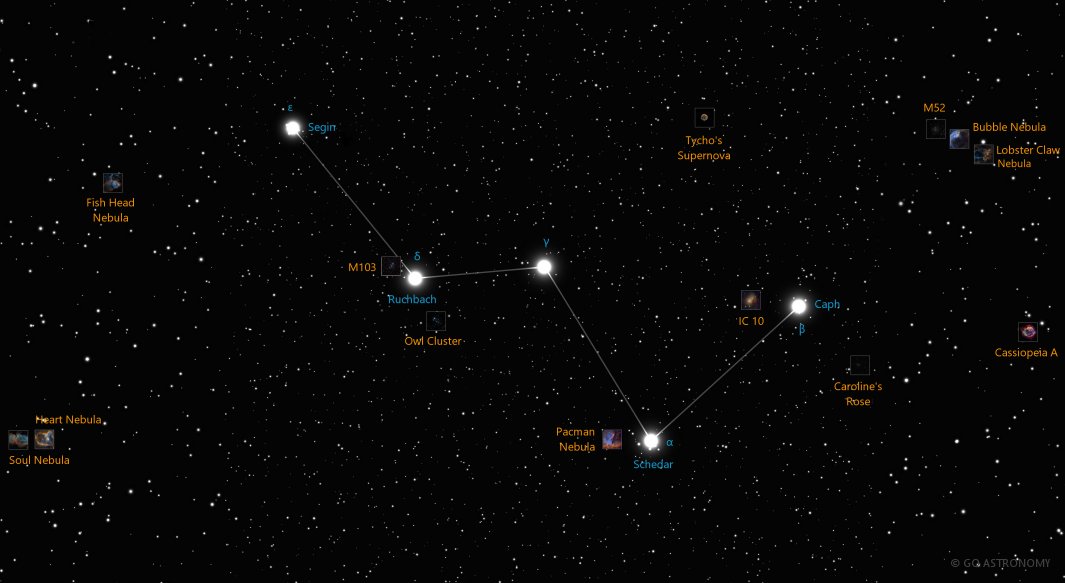 ε
Segin
M52
Bubble Nebula
Lobster Claw
Nebula
Tycho's
Supernova
Fish Head
Nebula
M103
δ
Ruchbach
γ
Owl Cluster
IC 10
Caph
β
Cassiopeia A
Caroline's
Rose
Heart Nebula
Soul Nebula
Pacman
Nebula
α
Schedar
© GO ASTRONOMY